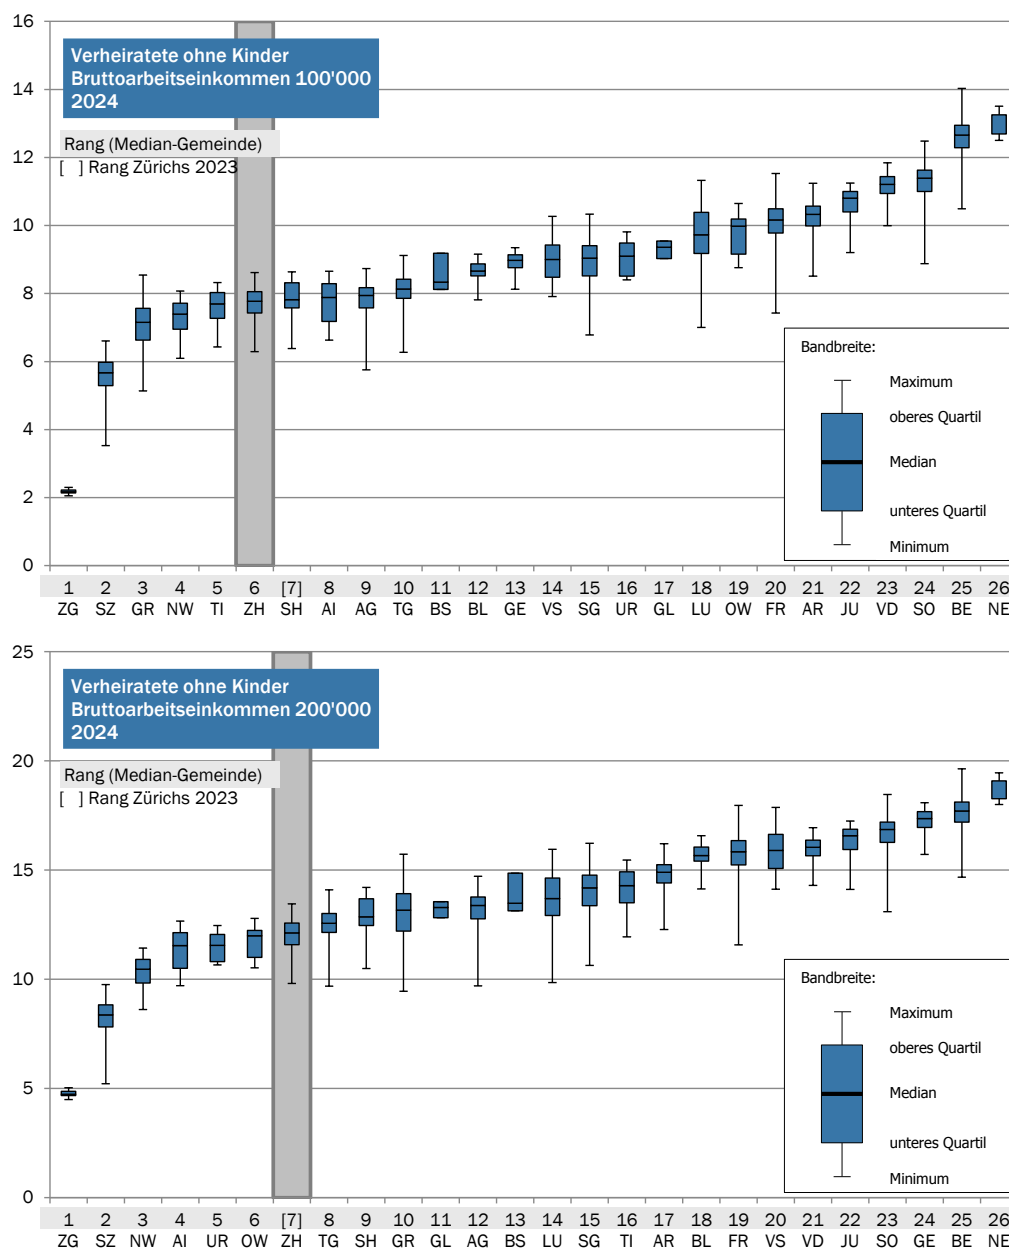 16
Verheiratete ohne Kinder
Bruttoarbeitseinkommen 100'000
2024
14
Rang (Median-Gemeinde)
[ ] Rang Zürichs 2023
12
10
8
6
4
2
0
Bandbreite:
Maximum
oberes Quartil
Median
unteres Quartil
Minimum
1 2 3 4 5 6 [7] 8 9 10 11 12 13 14 15 16 17 18 19 20 21 22 23 24 25 26
ZG SZ GR NW TI ZH SH AI AG TG BS BL GE VS SG UR GL LU OW FR AR JU VD SO BE NE
25
Verheiratete ohne Kinder
Bruttoarbeitseinkommen 200'000
2024
20
Rang (Median-Gemeinde)
[ ] Rang Zürichs 2023
15
10
5
0
Bandbreite:
Maximum
oberes Quartil
Median
unteres Quartil
Minimum
1 2 3 4 5 6 [7] 8 9 10 11 12 13 14 15 16 17 18 19 20 21 22 23 24 25 26
ZG SZ NW AI UR OW ZH TG SH GR GL AG BS LU SG TI AR BL FR VS VD JU SO GE BE NE